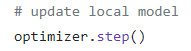 # update local model
optimizer.step()